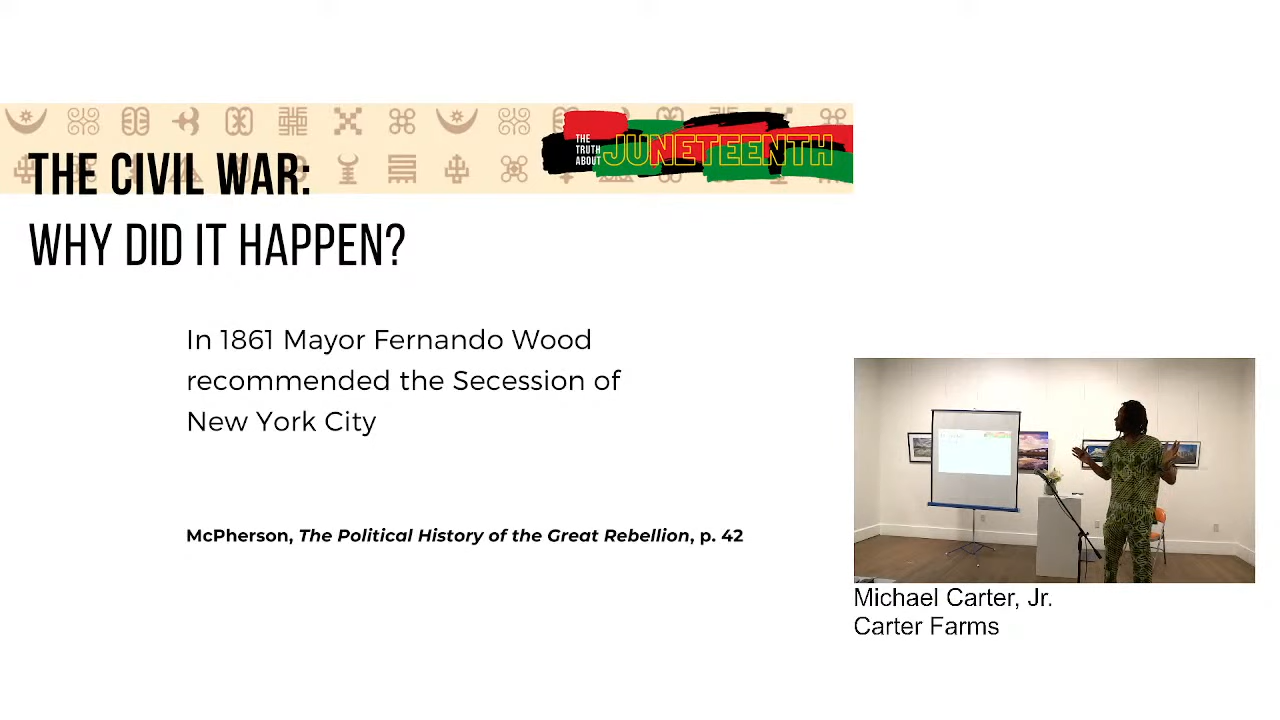 THE
TRUTH
ABOUT
JUNETEENTH
THE CIVIL WAR:
WHY DID IT HAPPEN?
In 1861 Mayor Fernando Wood
recommended the Secession of
New York City
McPherson, The Political History of the Great Rebellion, p. 42
Michael Carter, Jr.
Carter Farms